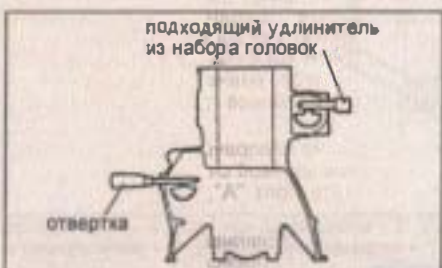 подходящий удлинитель
из набора головок
отвертка